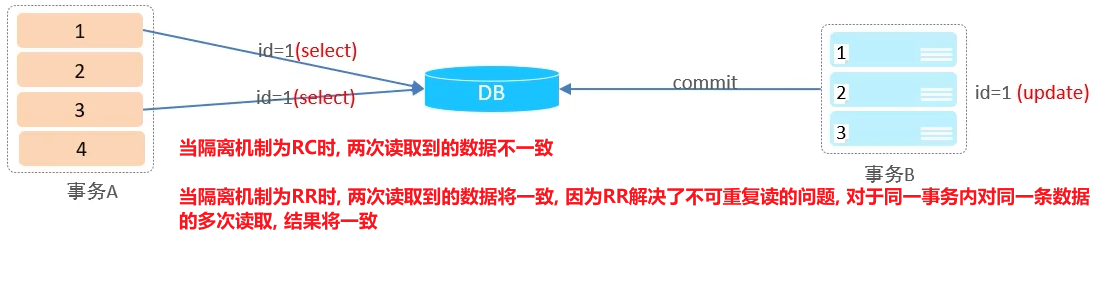 1
2
3
4
事务A
id=1(select)
id=1(select)
DB
commit
1
2
3
id=1 (update)
事务B
当隔离机制为RC时, 两次读取到的数据不一致
当隔离机制为RR时, 两次读取到的数据将一致, 因为RR解决了不可重复读的问题, 对于同一事务内对同一条数据
的多次读取, 结果将一致